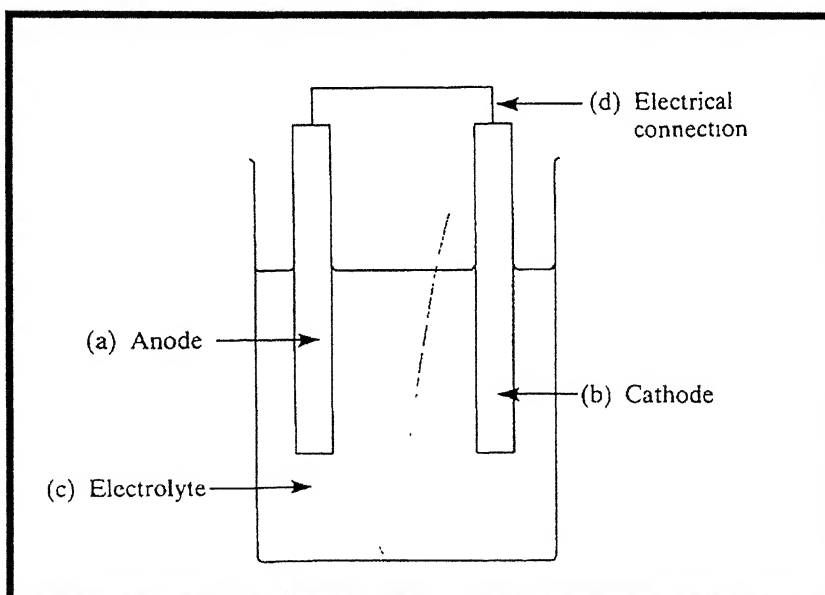 (d) Electrical
connection
(a) Anode
(b) Cathode
(c) Electrolyte